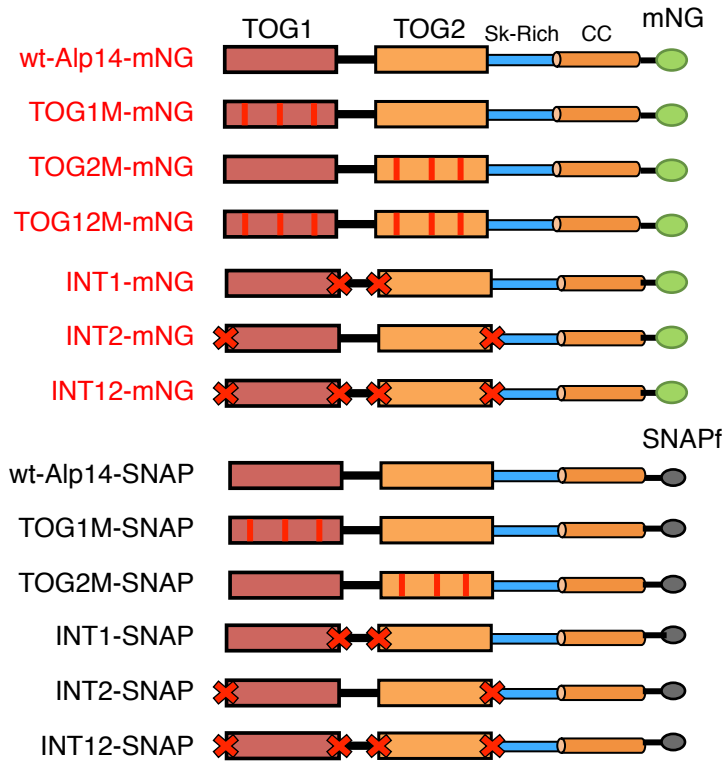 TOG1 TOG2 Sk-Rich CC mNG
wt-Alp14-mNG
TOG1M-mNG
TOG2M-mNG
TOG12M-mNG
INT1-mNG
INT2-mNG
INT12-mNG
SNAPf
wt-Alp14-SNAP
TOG1M-SNAP
TOG2M-SNAP
INT1-SNAP
INT2-SNAP
INT12-SNAP